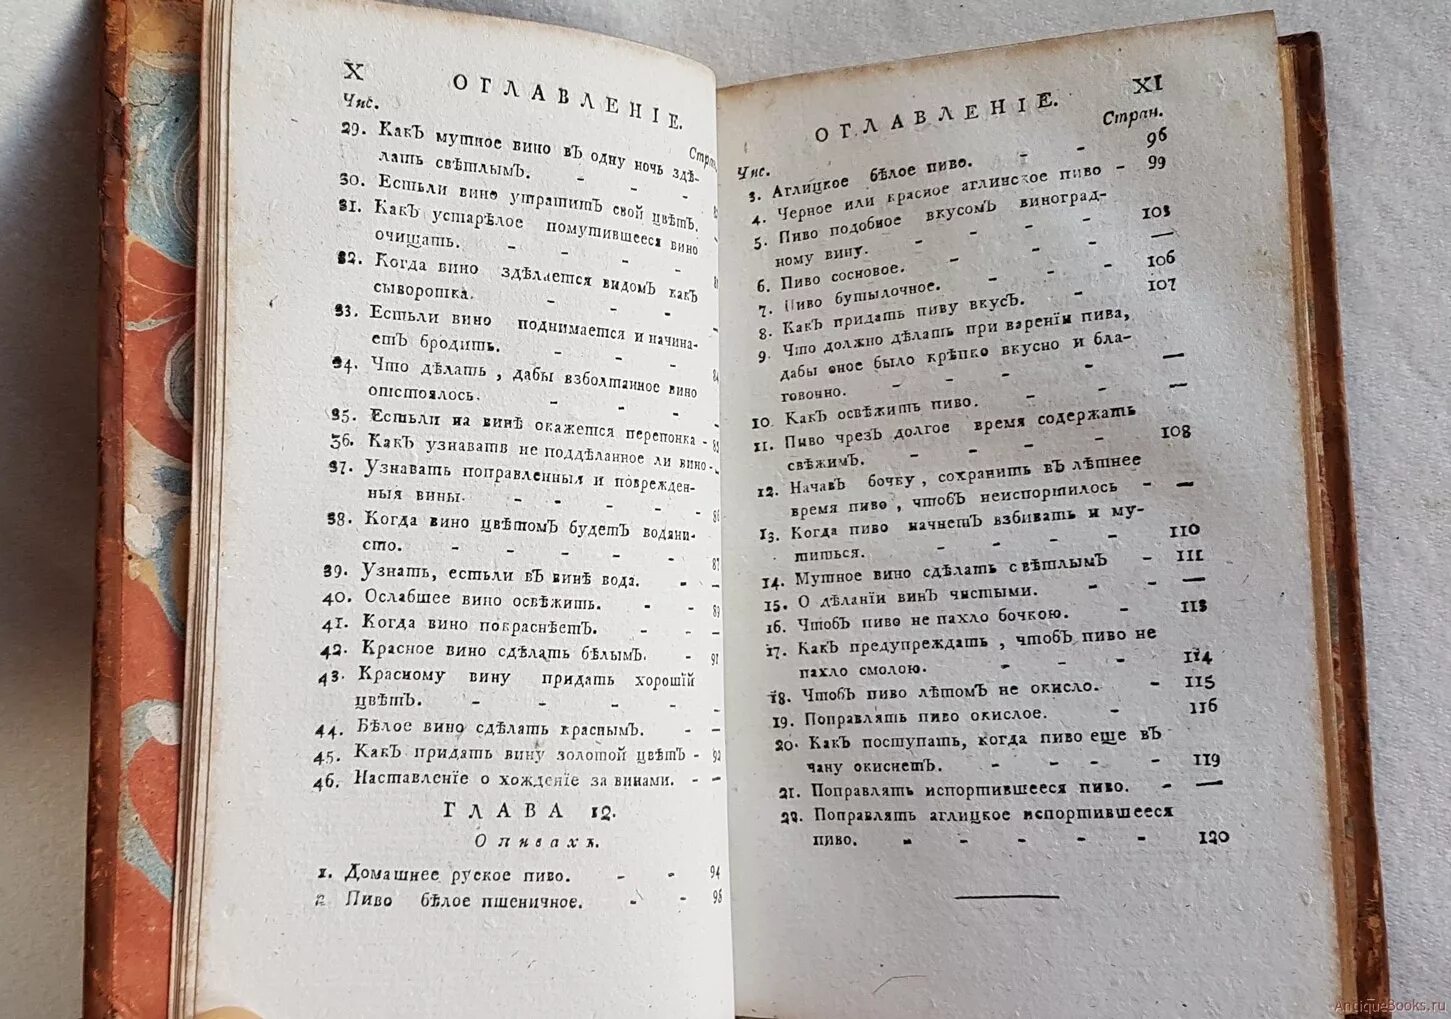 X ОГЛАВЛЕНІЕ.
Чис. Стран.
29. КакЪ мутное вино вЪ одну ночь здѣ-
лать свѣтлымЪ. - - -
30. Естьли вино утратитЪ свой цвѣтЪ.
31. КакЪ устарѣлое помутившееся вино
очищать. - - - -
32. Когда вино здѣлается видомЪ какЪ
сыворотка. - - -
33. Естьли вино поднимается и начина-
етЪ бродить. - - -
34. Что дѣлать, дабы взболтанное вино
отстоялось. - - -
35. Естьли на винѣ окажется перепонка -
36. КакЪ узнавать не поддѣланное ли вино -
37. Узнавать поправленныя и поврежден-
ныя вины. - - - -
38. Когда вино цвѣтомЪ будетЪ водяни-
сто. - - - - - 87
39. Узнать, естьли вЪ винѣ вода. - —
40. Ослабшее вино освѣжить. - - 89
41. Когда вино покраснѣетЪ. - - —
42. Красное вино сдѣлать бѣлымЪ. - 91
43. Красному вину придать хорошій
цвѣтЪ. - - - - —
44. Бѣлое вино сдѣлать краснымЪ. - —
45. КакЪ придать вину золотой цвѣтЪ - 92
46. Наставленіе о хожденіе за винами. - —
ГЛАВА 12.
О пивахъ.
1. Домашнее руское пиво. - - 94
2 Пиво бѣлое пшеничное. - - 96
ОГЛАВЛЕНІЕ. XI
Чис. Стран.
3. Аглицкое бѣлое пиво. - - 96
4. Черное или красное аглинское пиво - 99
5. Пиво подобное вкусомЪ виноград-
ному вину. - - - - 103
6. Пиво сосновое. - - - —
7. Пиво бутылочное. - - - 106
8. КакЪ придать пиву вкусЪ. - 107
9. Что должно дѣлать при вареніи пива,
дабы оное было крѣпко вкусно и бла-
говонно. - - - - —
10. КакЪ освѣжить пиво. - - —
11. Пиво чрезЪ долгое время содержать
свѣжимЪ. - - - - 108
12. НачавЪ бочку, сохранить вЪ лѣтнее
время пиво, чтобЪ неиспортилось - —
13. Когда пиво начнетЪ взбивать и му-
титься. - - - - 110
14. Мутное вино сдѣлать свѣтлымЪ - 111
15. О дѣланіи винЪ чистыми. - - —
16. ЧтобЪ пиво не пахло бочкою. - 113
17. КакЪ предупреждать, чтобЪ пиво не
пахло смолою. - - - 114
18. ЧтобЪ пиво лѣтомЪ не окисло. - 115
19. Поправлять пиво окислое. - 116
20. КакЪ поступать, когда пиво еще вЪ
чану окиснетЪ. - - - - 119
21. Поправлять испортившееся пиво. - —
22. Поправлять аглицкое испортившееся
пиво. - - - - - 120
AntiqueBooks.ru